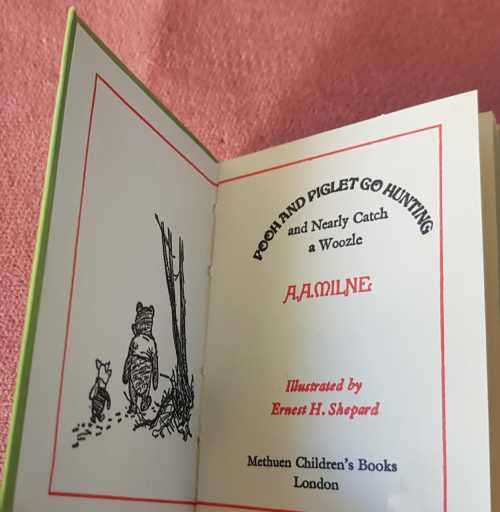 POOH AND PIGLET GO HUNTING
and Nearly Catch
a Woozle
A.A.MILNE
Illustrated by
Ernest H. Shepard
Methuen Children's Books
London